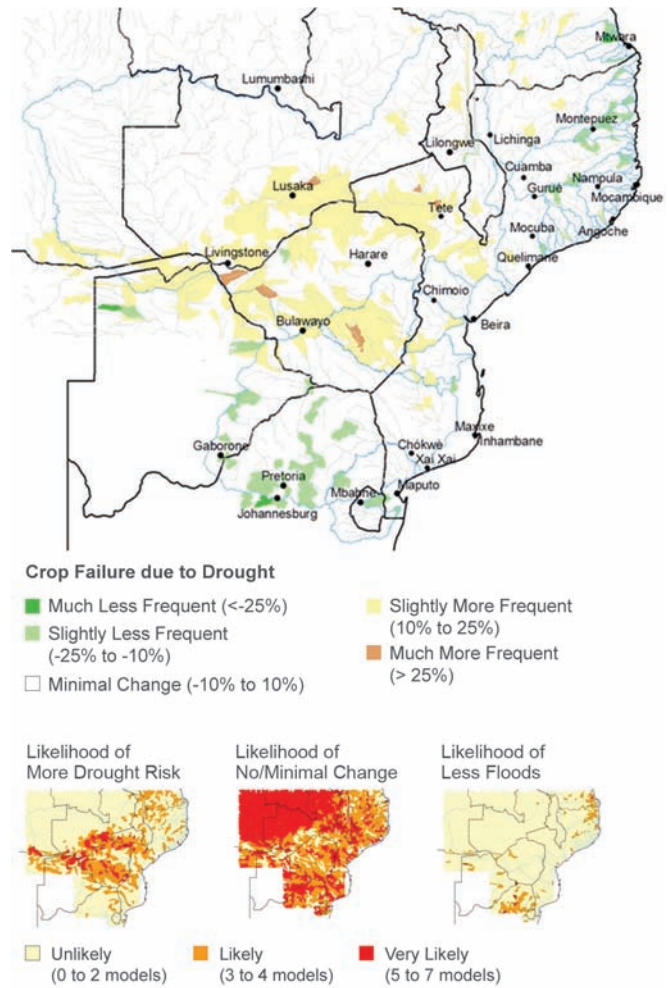 Mtwara
Lumumbashi
Montepuez
Lichinga
Lilongwe
Cuamba
Nampula
Lusaka
Gurué
Mocambique
Tete
Mocuba
Angoche
Livingstone
Harare
Quelimane
Chimoio
Bulawayo
Beira
Maxixe
Gaborone
Chókwè
Inhambane
Xai Xai
Pretoria
Mbabne
Maputo
Johannesburg
Crop Failure due to Drought
Much Less Frequent (<-25%)
Slightly Less Frequent
(-25% to -10%)
Minimal Change (-10% to 10%)
Slightly More Frequent
(10% to 25%)
Much More Frequent
(> 25%)
Likelihood of
More Drought Risk
Likelihood of
No/Minimal Change
Likelihood of
Less Floods
Unlikely
(0 to 2 models)
Likely
(3 to 4 models)
Very Likely
(5 to 7 models)